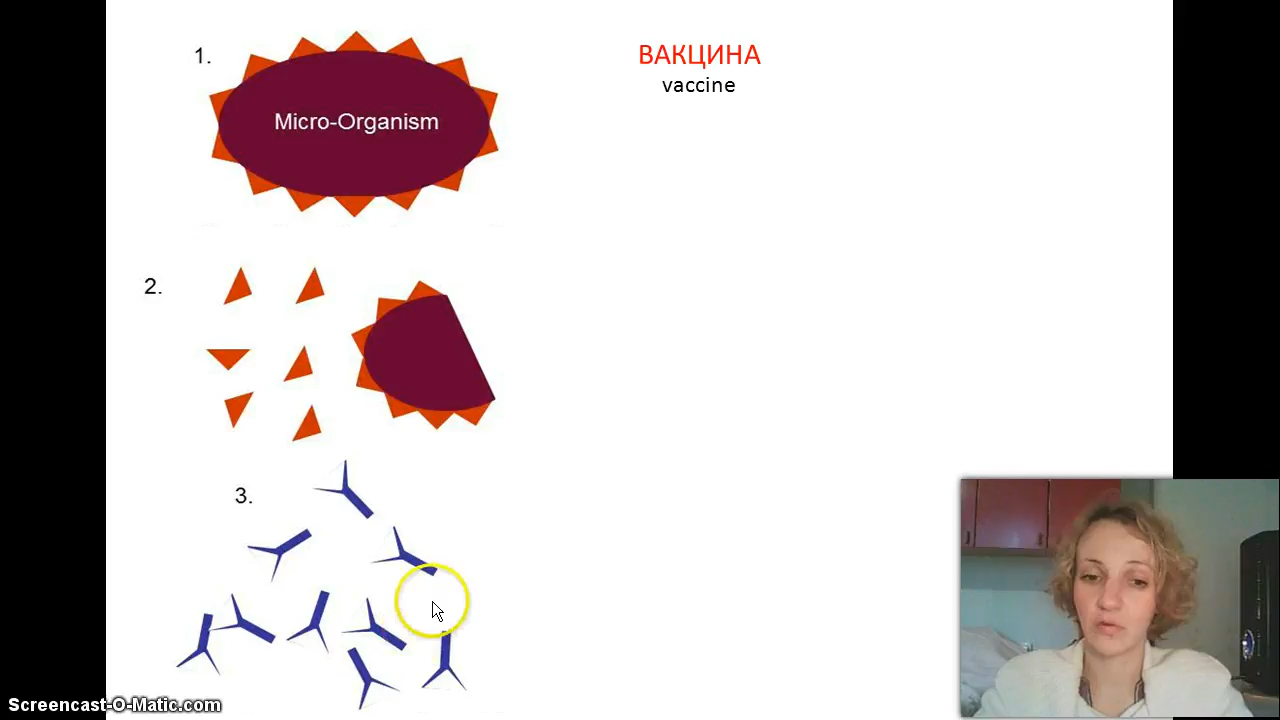 1.
Micro-Organism
ВАКЦИНА
vaccine
2.
3.
Screencast-O-Matic.com